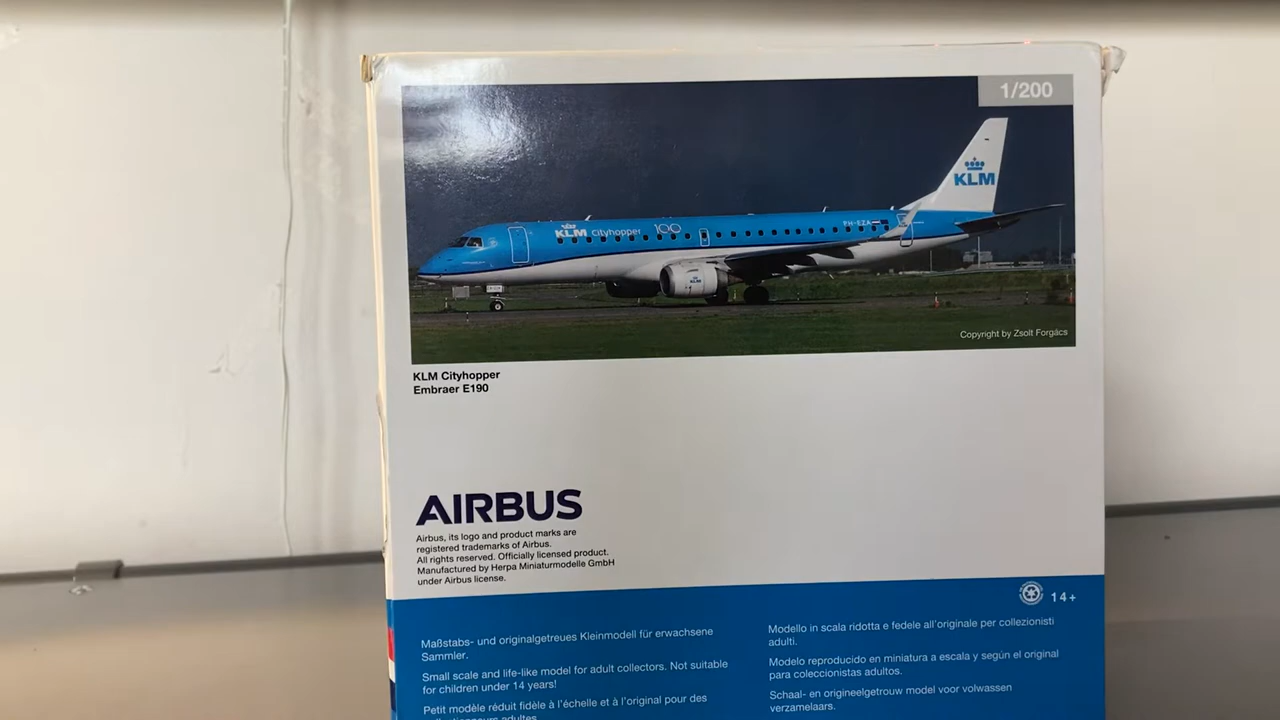 1/200
KLM
KLM Cityhopper 100
PH-EZA
KLM
Copyright by Zsolt Forgács
KLM Cityhopper
Embraer E190
AIRBUS
Airbus, its logo and product marks are
registered trademarks of Airbus.
All rights reserved. Officially licensed product.
Manufactured by Herpa Miniaturmodelle GmbH
under Airbus license.
14+
Maßstabs- und originalgetreues Kleinmodell für erwachsene
Sammler.
Small scale and life-like model for adult collectors. Not suitable
for children under 14 years!
Petit modèle réduit fidèle à l'échelle et à l'original pour des
adultes
Modello in scala ridotta e fedele all'originale per collezionisti
adulti.
Modelo reproducido en miniatura a escala y según el original
para coleccionistas adultos.
Schaal- en origineelgetrouw model voor volwassen
verzamelaars.